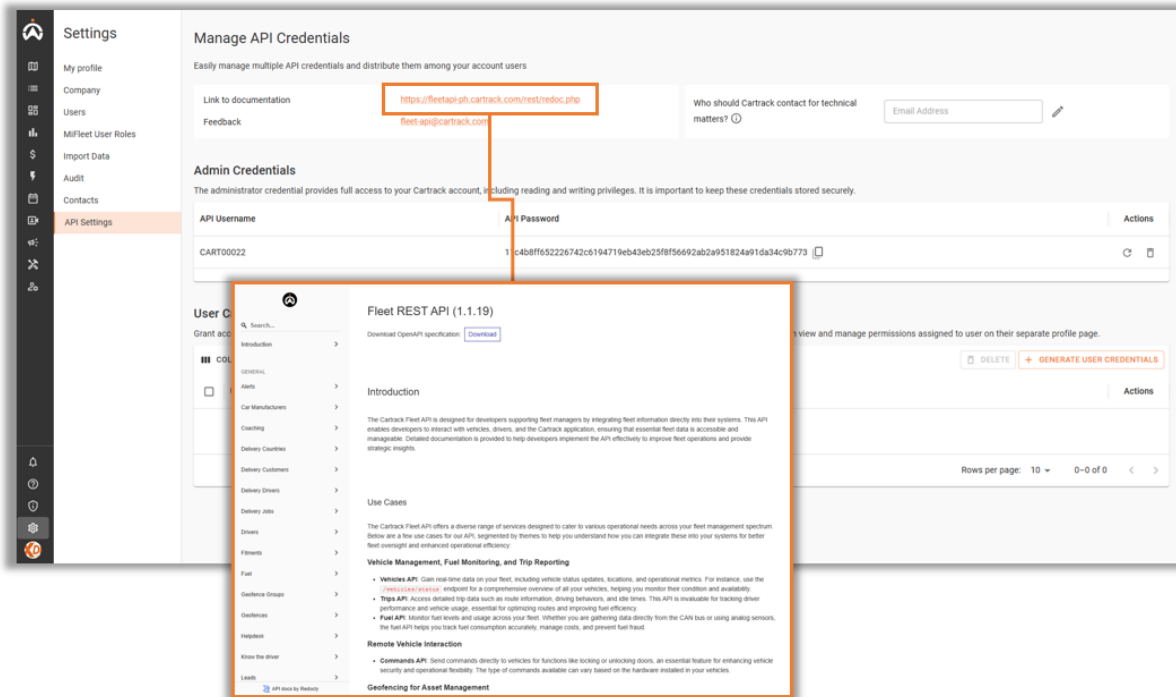 Settings
My profile
Company
Users
MiFleet User Roles
Import Data
Audit
Contacts
API Settings
Manage API Credentials
Easily manage multiple API credentials and distribute them among your account users
Link to documentation
https://fleetapi-ph.cartrack.com/rest/redoc.php
Feedback
fleet-api@cartrack.com
Who should Cartrack contact for technical
matters?
Email Address
Admin Credentials
The administrator credential provides full access to your Cartrack account, including reading and writing privileges. It is important to keep these credentials stored securely.
API Username
API Password
Actions
CART00022
User C
Grant acc
view and manage permissions assigned to user on their separate profile page.
COL
DELETE
+ GENERATE USER CREDENTIALS
Actions
Rows per page: 10
0–0 of 0
Search...
Introduction
GENERAL
Alerts
Car Manufacturers
Coaching
Delivery Countries
Delivery Customers
Delivery Drivers
Delivery Jobs
Drivers
Fitments
Fuel
Geofence Groups
Geofences
Helpdesk
Know the driver
Leads
API docs by Redocly
Fleet REST API (1.1.19)
Download OpenAPI specification: Download
Introduction
The Cartrack Fleet API is designed for developers supporting fleet managers by integrating fleet information directly into their systems. This API
enables developers to interact with vehicles, drivers, and the Cartrack application, ensuring that essential fleet data is accessible and
manageable. Detailed documentation is provided to help developers implement the API effectively to improve fleet operations and provide
strategic insights.
Use Cases
The Cartrack Fleet API offers a diverse range of services designed to cater to various operational needs across your fleet management spectrum.
Below are a few use cases for our API, segmented by themes to help you understand how you can integrate these into your systems for better
fleet oversight and enhanced operational efficiency:
Vehicle Management, Fuel Monitoring, and Trip Reporting
• Vehicles API: Gain real-time data on your fleet, including vehicle status updates, locations, and operational metrics. For instance, use the
/vehicles/status endpoint for a comprehensive overview of all your vehicles, helping you monitor their condition and availability.
• Trips API: Access detailed trip data such as route information, driving behaviors, and idle times. This API is invaluable for tracking driver
performance and vehicle usage, essential for optimizing routes and improving fuel efficiency.
• Fuel API: Monitor fuel levels and usage across your fleet. Whether you are gathering data directly from the CAN bus or using analog sensors,
the fuel API helps you track fuel consumption accurately, manage costs, and prevent fuel fraud.
Remote Vehicle Interaction
• Commands API: Send commands directly to vehicles for functions like locking or unlocking doors, an essential feature for enhancing vehicle
security and operational flexibility. The type of commands available can vary based on the hardware installed in your vehicles.
Geofencing for Asset Management